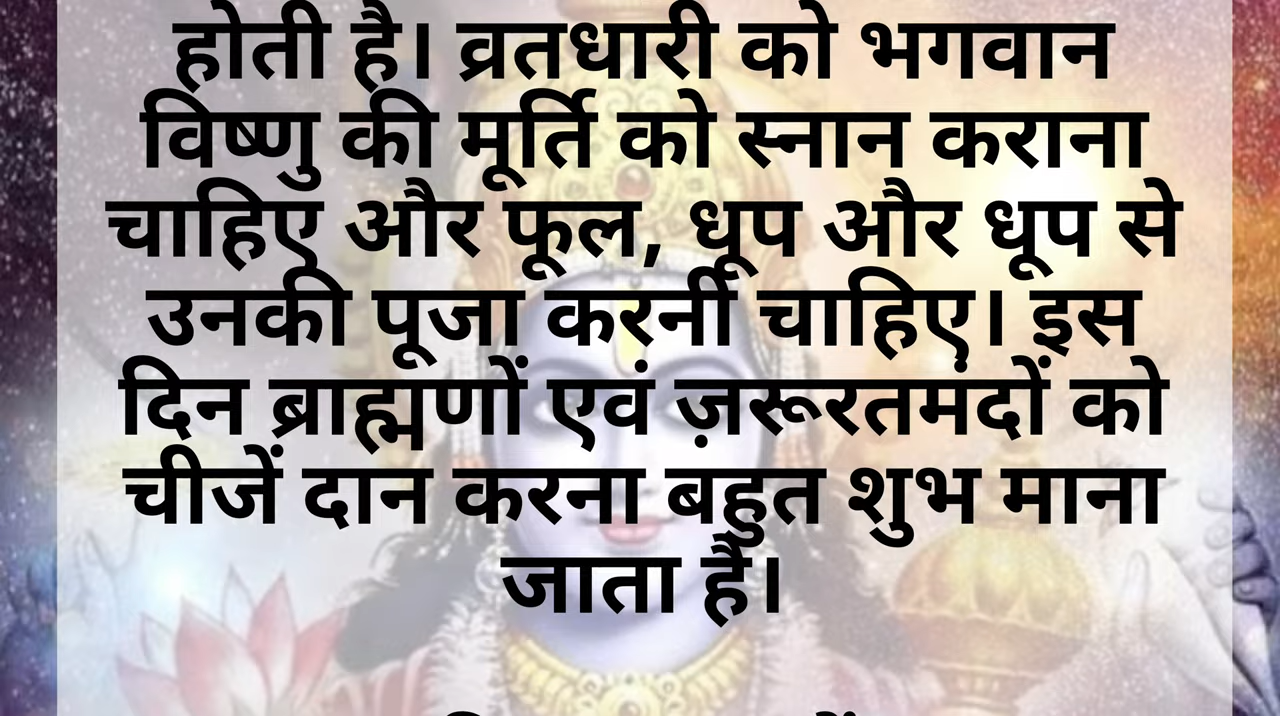 होती है। व्रतधारी को भगवान
विष्णु की मूर्ति को स्नान कराना
चाहिए और फूल, धूप और धूप से
उनकी पूजा करनी चाहिए। इस
दिन ब्राह्मणों एवं ज़रूरतमंदों को
चीजें दान करना बहुत शुभ माना
जाता है।